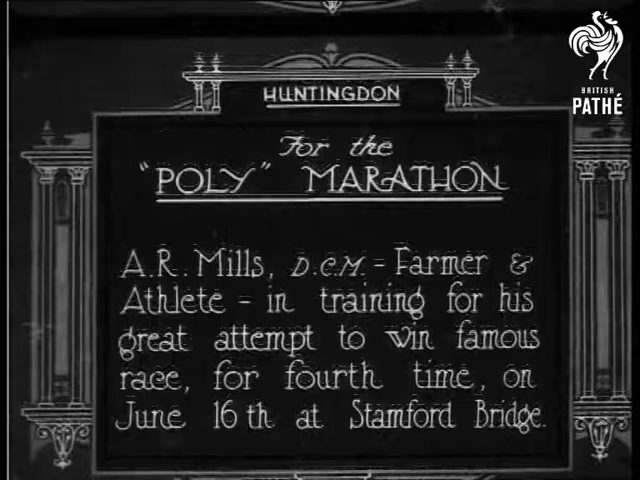 BRITISH
PATHÉ
HUNTINGDON
For the
"POLY" MARATHON
A.R. Mills, D.C.M. - Farmer &
Athlete - in training for his
great attempt to win famous
race, for fourth time, on
June 16th at Stamford Bridge.